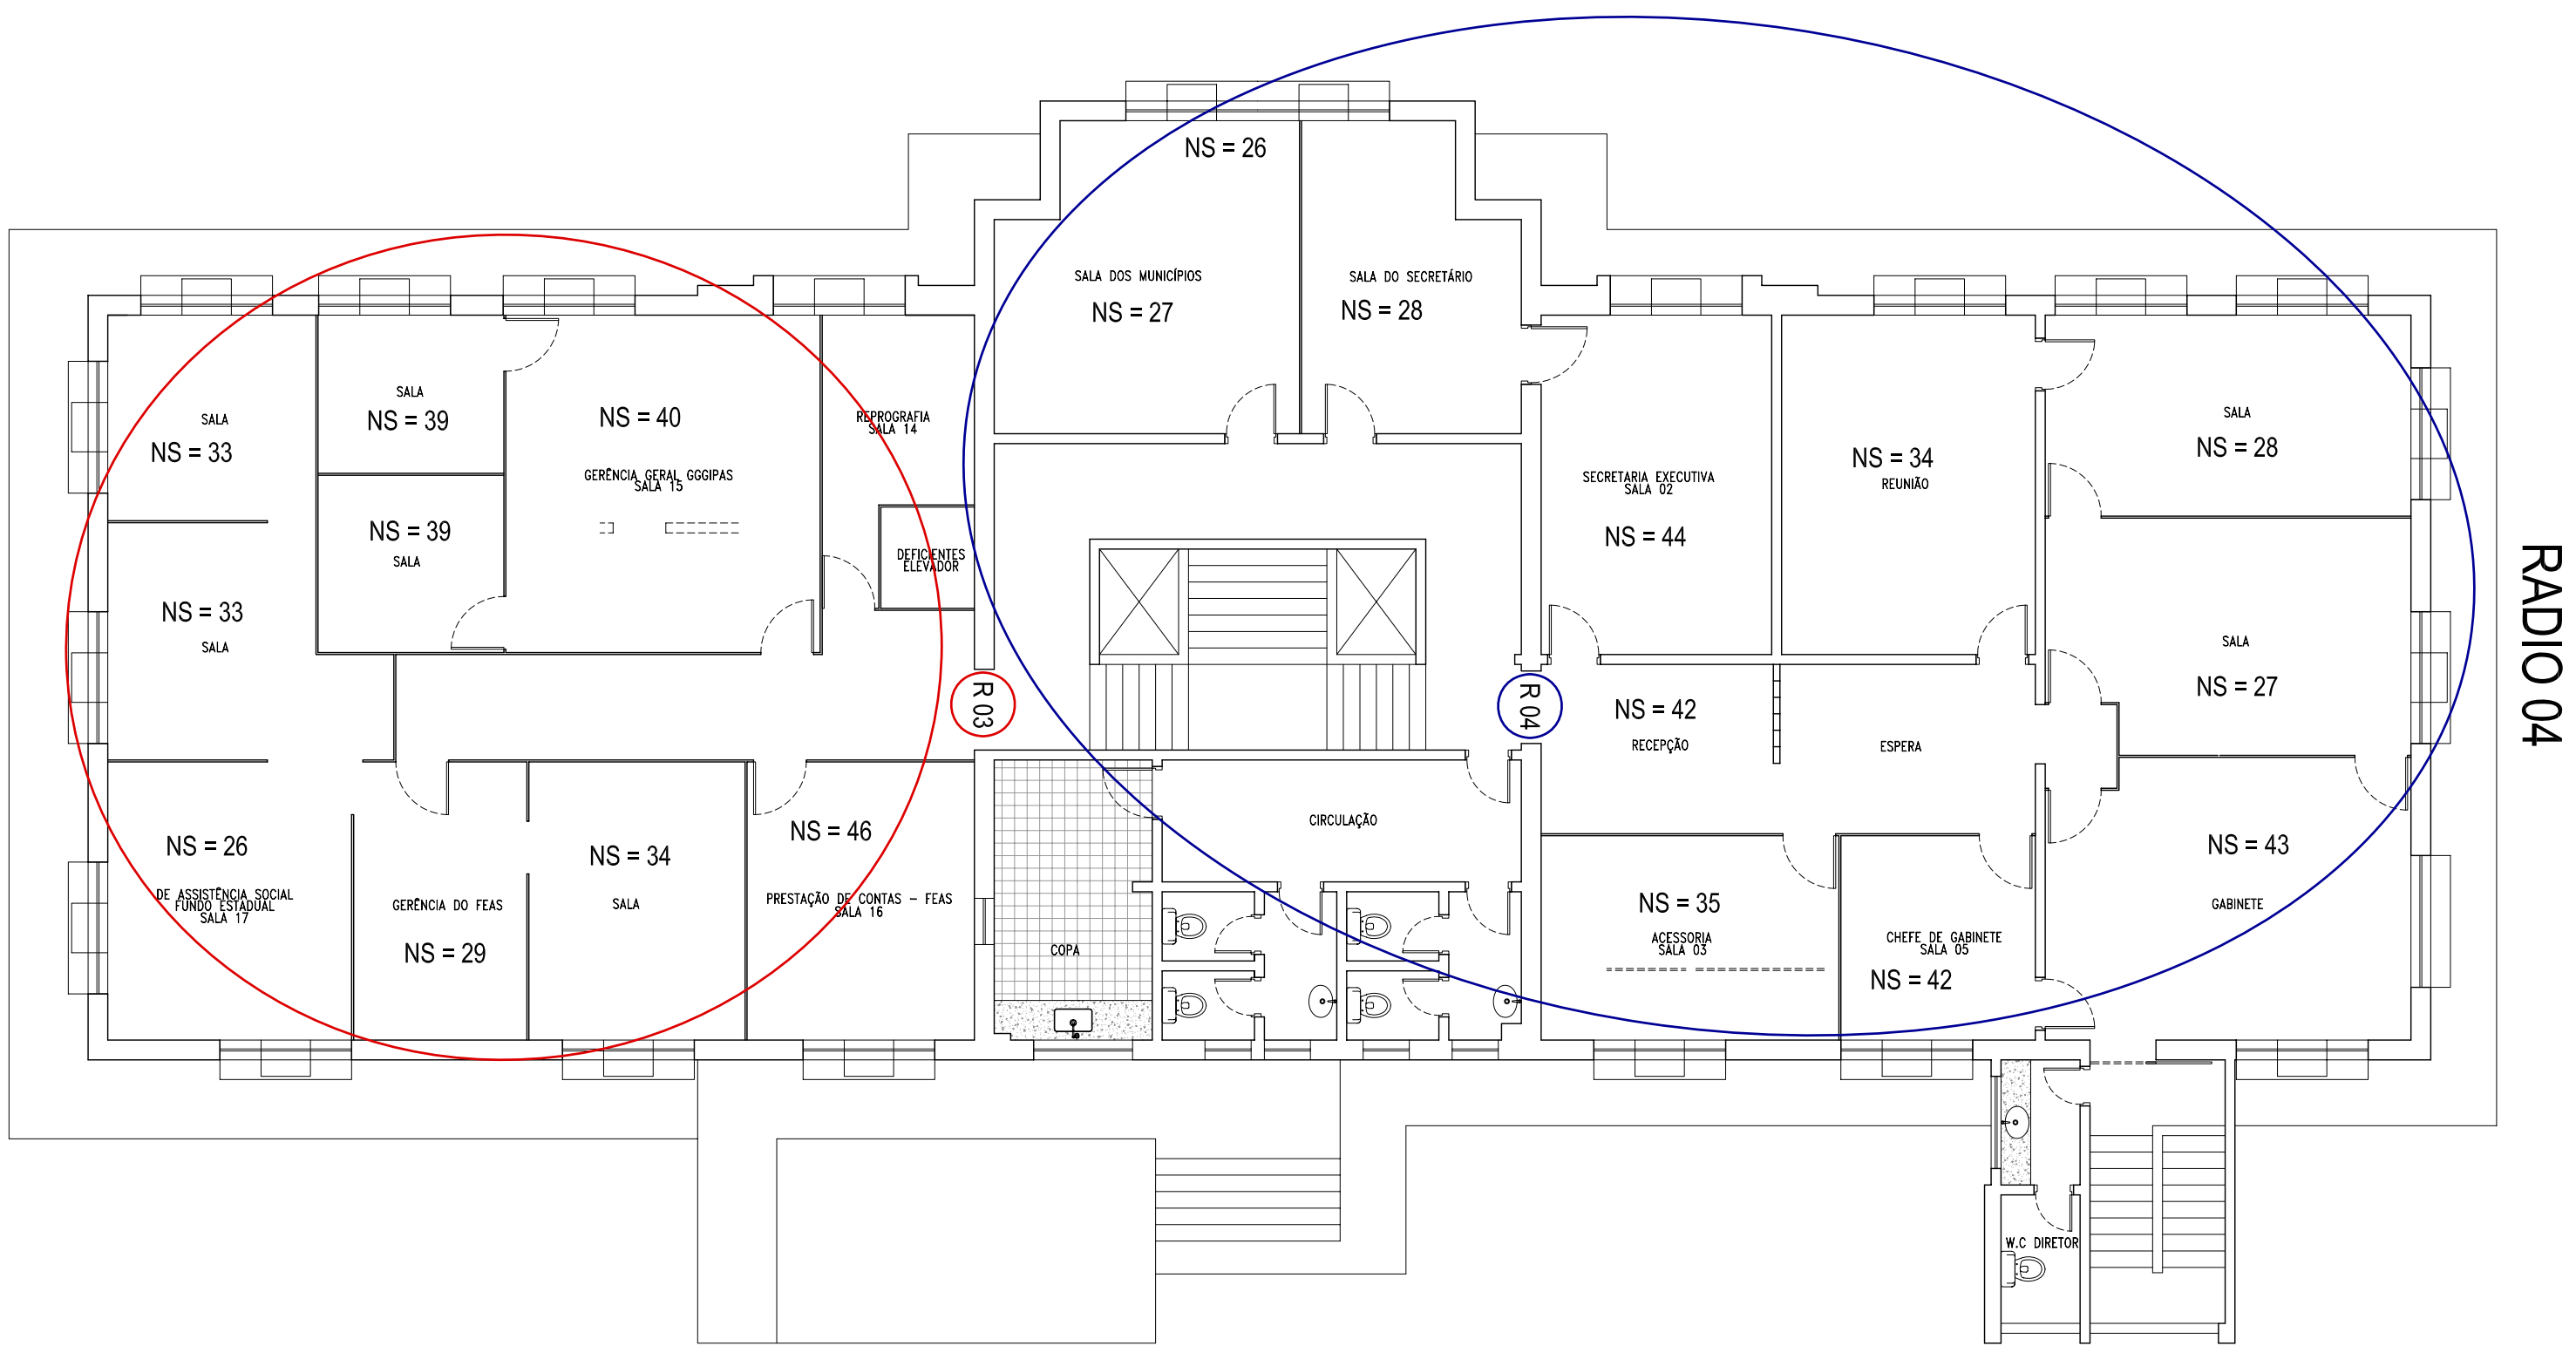 NS = 26
SALA DOS MUNICÍPIOS
NS = 27
SALA DO SECRETÁRIO
NS = 28
SALA
NS = 33
SALA
NS = 39
NS = 40
GERÊNCIA GERAL GGGIPAS
SALA 15
REPROGRAFIA
SALA 14
NS = 39
SALA
DEFICIENTES
ELEVADOR
NS = 33
SALA
SECRETARIA EXECUTIVA
SALA 02
NS = 44
NS = 34
REUNIÃO
SALA
NS = 28
SALA
NS = 27
RADIO 04
R 03
R 04
NS = 42
RECEPÇÃO
ESPERA
CIRCULAÇÃO
NS = 26
DE ASSISTÊNCIA SOCIAL
FUNDO ESTADUAL
SALA 17
GERÊNCIA DO FEAS
NS = 29
NS = 34
SALA
NS = 46
PRESTAÇÃO DE CONTAS - FEAS
SALA 16
COPA
NS = 35
ACESSORIA
SALA 03
CHEFE DE GABINETE
SALA 05
NS = 42
NS = 43
GABINETE
W.C DIRETOR